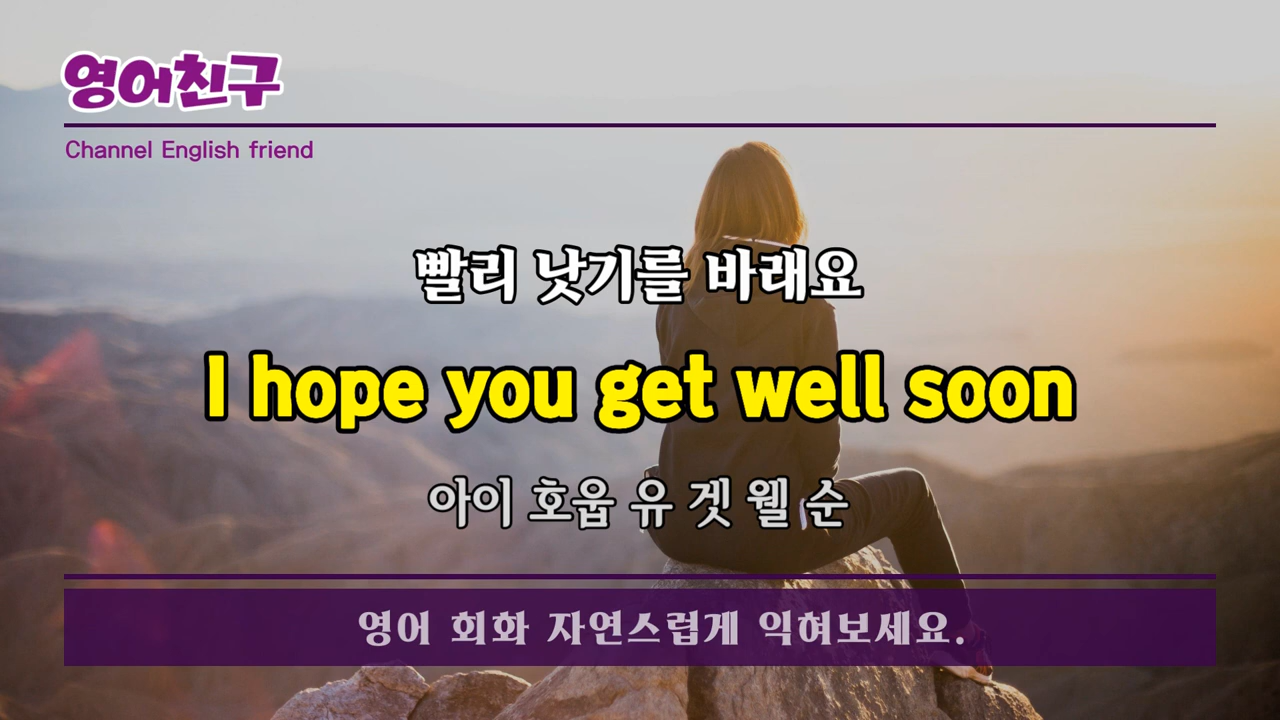 영어친구
Channel English friend
빨리 낫기를 바래요
I hope you get well soon
아이 호웁 유 겟 웰 순
영어 회화 자연스럽게 익혀보세요.